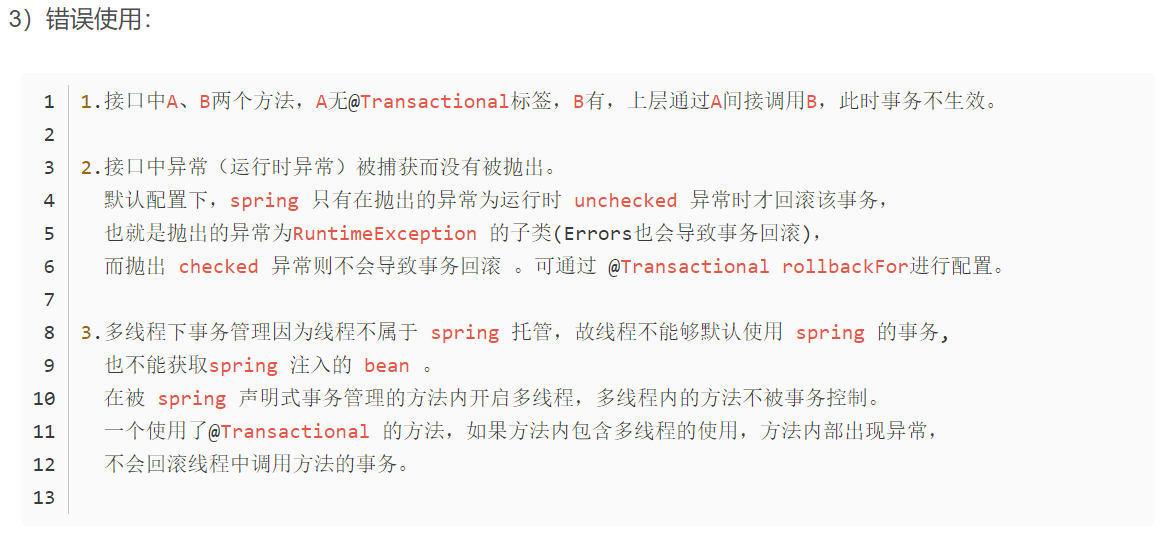 3）错误使用：
1 1.接口中A、B两个方法，A无@Transactional标签，B有，上层通过A间接调用B，此时事务不生效。
2
3 2.接口中异常（运行时异常）被捕获而没有被抛出。
4 默认配置下，spring 只有在抛出的异常为运行时 unchecked 异常时才回滚该事务，
5 也就是抛出的异常为RuntimeException 的子类(Errors也会导致事务回滚)，
6 而抛出 checked 异常则不会导致事务回滚 。可通过 @Transactional rollbackFor进行配置。
7
8 3.多线程下事务管理因为线程不属于 spring 托管，故线程不能够默认使用 spring 的事务,
9 也不能获取spring 注入的 bean 。
10 在被 spring 声明式事务管理的方法内开启多线程，多线程内的方法不被事务控制。
11 一个使用了@Transactional 的方法，如果方法内包含多线程的使用，方法内部出现异常，
12 不会回滚线程中调用方法的事务。
13